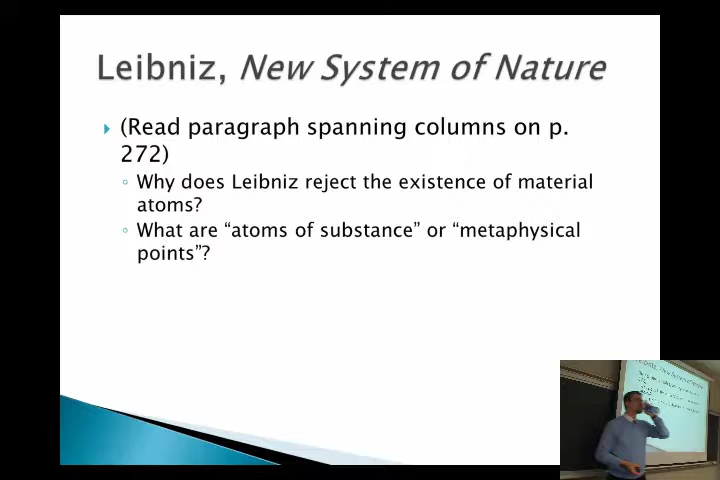 Leibniz, New System of Nature
(Read paragraph spanning columns on p.
272)
Why does Leibniz reject the existence of material
atoms?
What are “atoms of substance” or “metaphysical
points”?